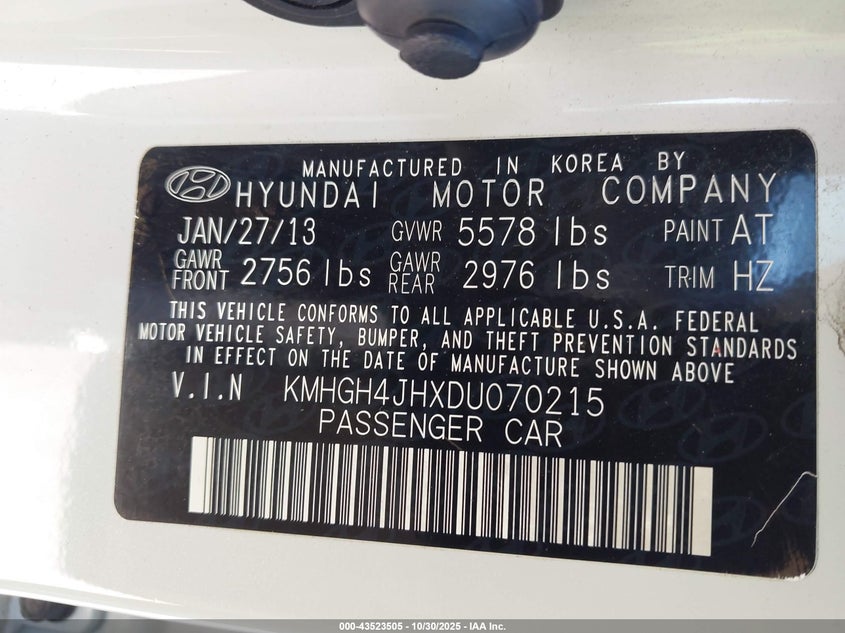 MANUFACTURED IN KOREA BY
HYUNDAI MOTOR COMPANY
JAN/27/13 GVWR 5578 lbs PAINT AT
GAWR FRONT 2756 lbs GAWR REAR 2976 lbs TRIM HZ
THIS VEHICLE CONFORMS TO ALL APPLICABLE U.S.A. FEDERAL
MOTOR VEHICLE SAFETY, BUMPER, AND THEFT PREVENTION STANDARDS
IN EFFECT ON THE DATE OF MANUFACTURE SHOWN ABOVE
V.I.N KMHGH4JHXDU070215
PASSENGER CAR
000-43523505 - 10/30/2025 - IAA Inc.